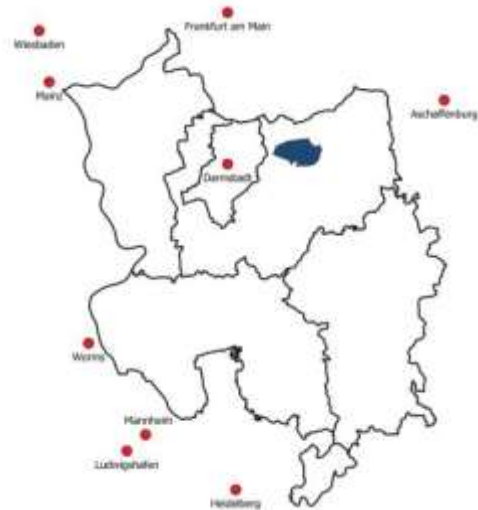 Frankfurt am Main
Wiesbaden
Mainz
Aschaffenburg
Darmstadt
Worms
Mannheim
Ludwigshafen
Heidelberg